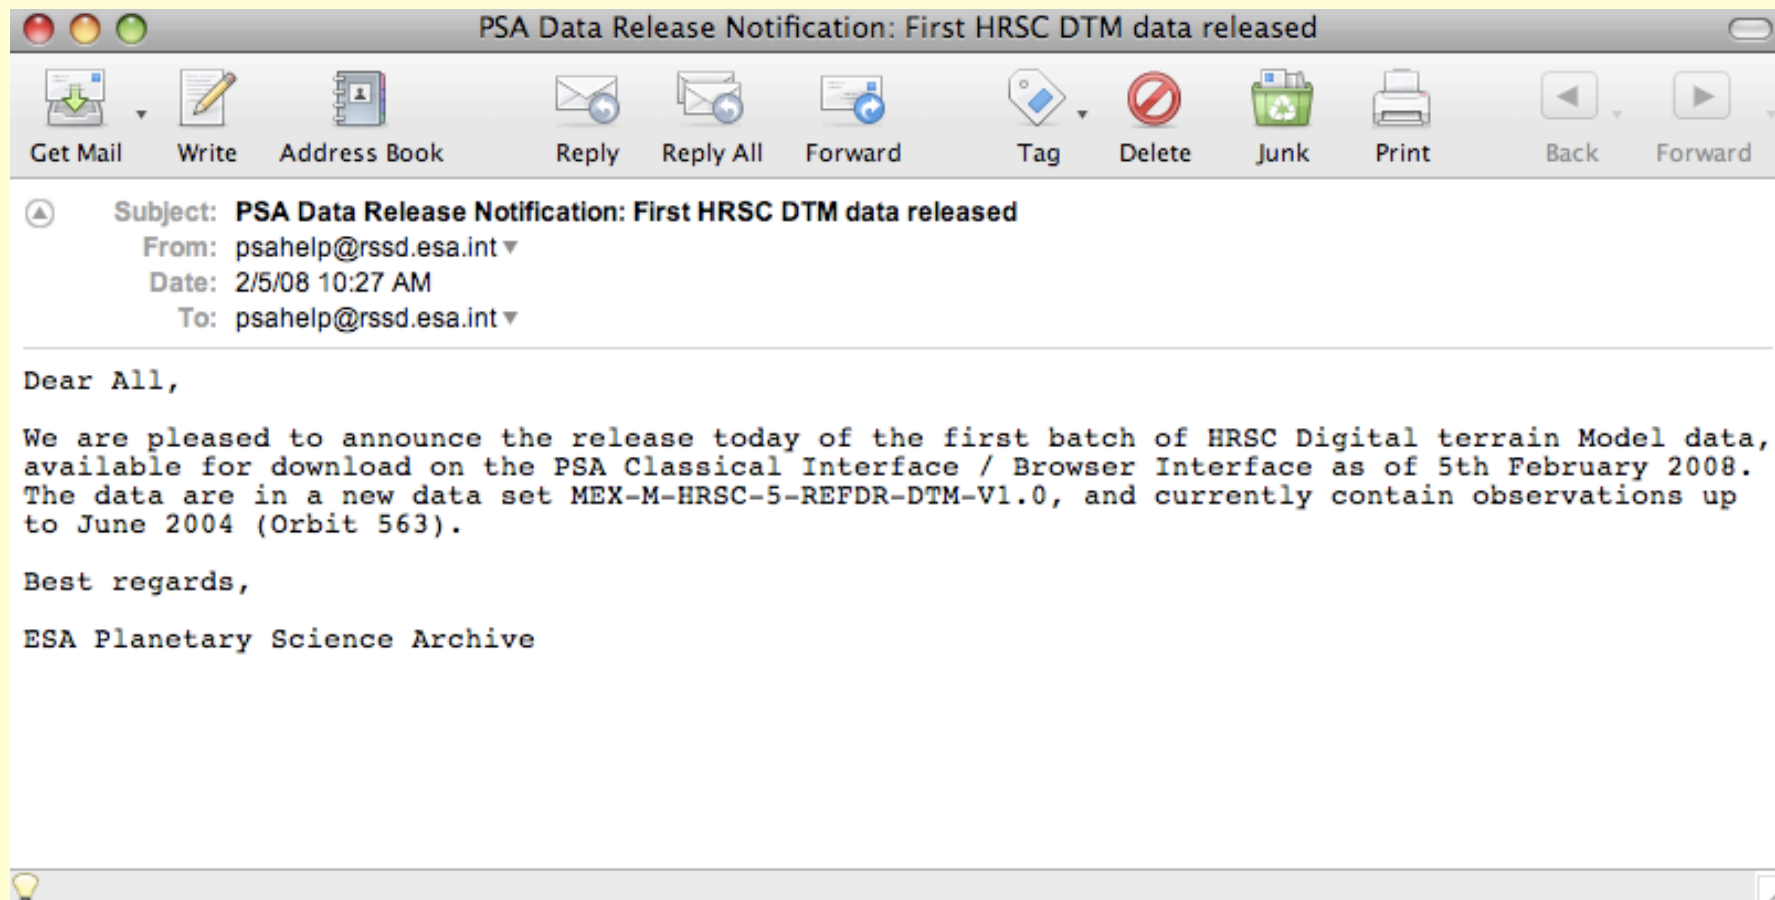 PSA Data Release Notification: First HRSC DTM data released
Get Mail Write Address Book Reply Reply All Forward Tag Delete Junk Print Back Forward
Subject: PSA Data Release Notification: First HRSC DTM data released
From: psahelp@rssd.esa.int
Date: 2/5/08 10:27 AM
To: psahelp@rssd.esa.int
Dear All,
We are pleased to announce the release today of the first batch of HRSC Digital terrain Model data,
available for download on the PSA Classical Interface / Browser Interface as of 5th February 2008.
The data are in a new data set MEX-M-HRSC-5-REFDR-DTM-V1.0, and currently contain observations up
to June 2004 (Orbit 563).
Best regards,
ESA Planetary Science Archive